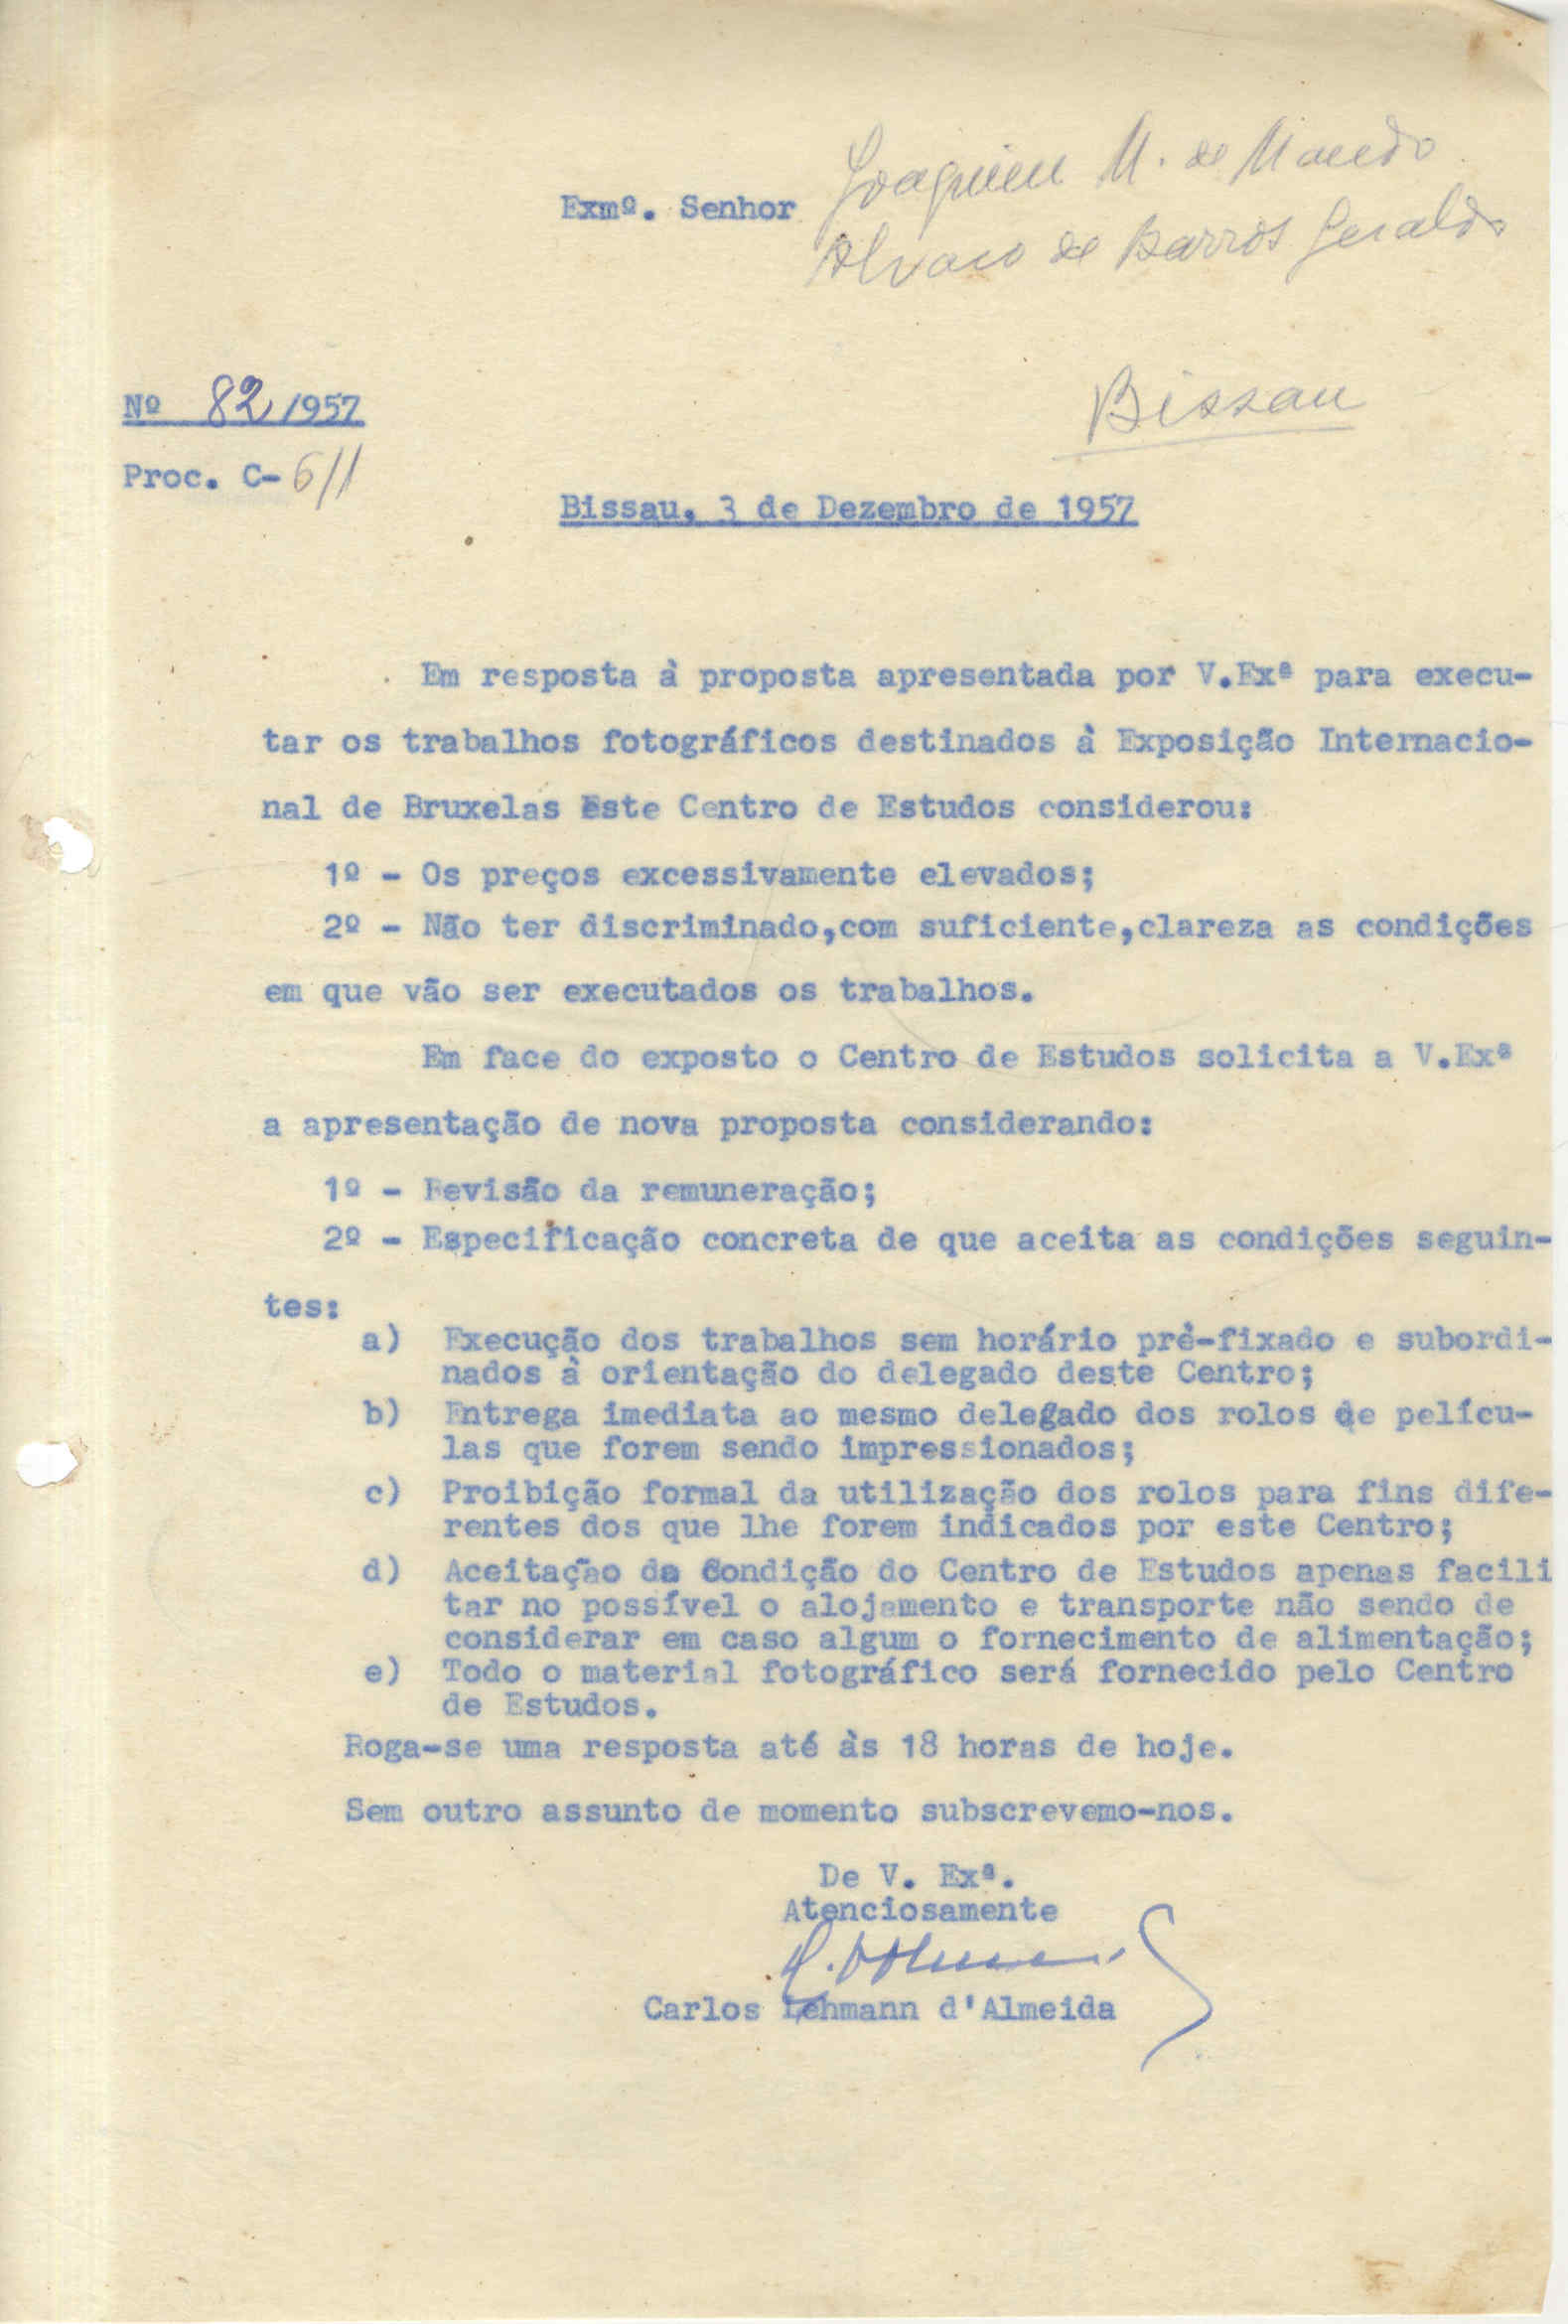 Joaquim M. de
Exmº. Senhor
Alvaro de Barros Geraldo
Nº 82/1957
Bissau
Proc. C-6/1
Bissau, 3 de Dezembro de 1957
Em resposta à proposta apresentada por V.Exª para execu-
tar os trabalhos fotográficos destinados à Exposição Internacio-
nal de Bruxelas Este Centro de Estudos considerou:
1º - Os preços excessivamente elevados;
2º - Não ter discriminado,com suficiente,clareza as condições
em que vão ser executados os trabalhos.
Em face do exposto o Centro de Estudos solicita a V.Exª
a apresentação de nova proposta considerando:
1º - Revisão da remuneração;
2º - Especificação concreta de que aceita as condições seguin-
tes:
a) Execução dos trabalhos sem horário prè-fixado e subordi-
nados à orientação do delegado deste Centro;
b) Entrega imediata ao mesmo delegado dos rolos de pelícu-
las que forem sendo impressionados;
c) Proibição formal da utilização dos rolos para fins dife-
rentes dos que lhe forem indicados por este Centro;
d) Aceitação da Condição do Centro de Estudos apenas facili
tar no possível o alojamento e transporte não sendo de
considerar em caso algum o fornecimento de alimentação;
e) Todo o material fotográfico será fornecido pelo Centro
de Estudos.
Roga-se uma resposta até às 18 horas de hoje.
Sem outro assunto de momento subscrevemo-nos.
De V. Exª.
Atenciosamente
Carlos Lehmann d'Almeida